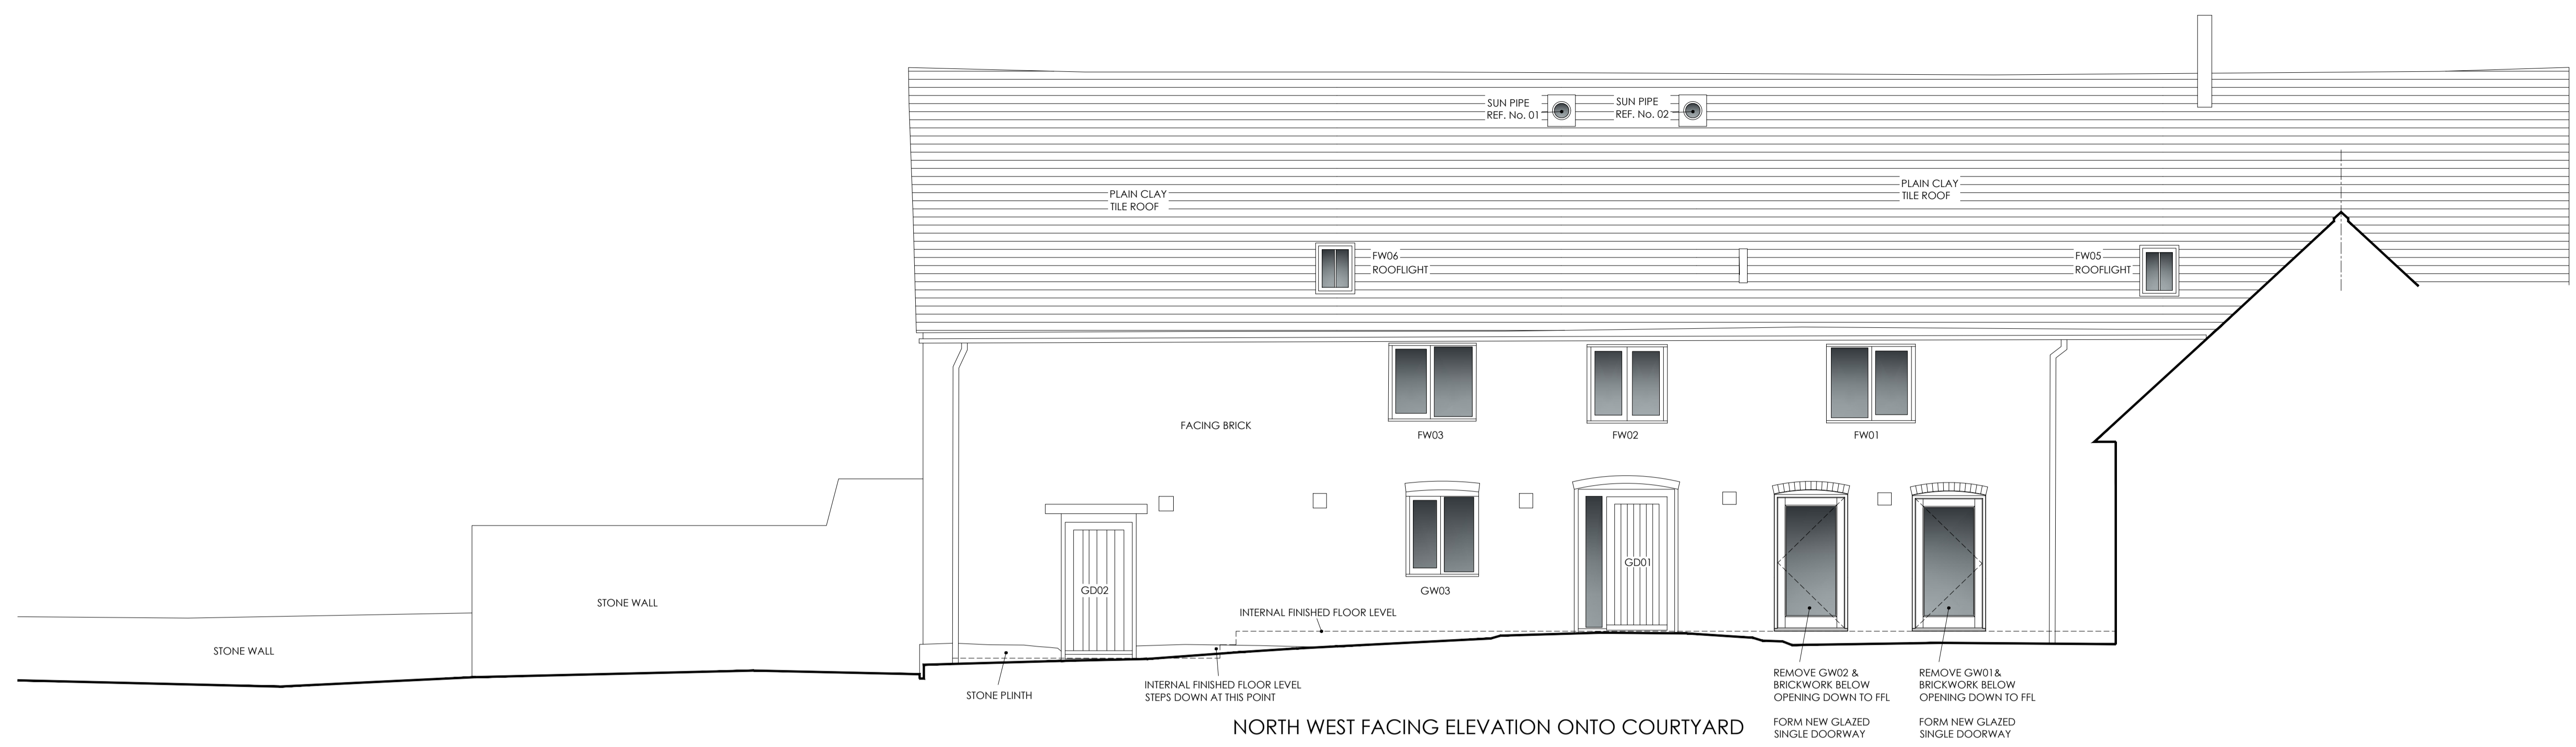 SUN PIPE
REF. No. 01
SUN PIPE
REF. No. 02
PLAIN CLAY
TILE ROOF
PLAIN CLAY
TILE ROOF
FW06
ROOFLIGHT
FW05
ROOFLIGHT
FACING BRICK
FW03
FW02
FW01
GD02
GW03
GD01
STONE WALL
STONE WALL
INTERNAL FINISHED FLOOR LEVEL
STONE PLINTH
INTERNAL FINISHED FLOOR LEVEL
STEPS DOWN AT THIS POINT
REMOVE GW02 &
BRICKWORK BELOW
OPENING DOWN TO FFL
FORM NEW GLAZED
SINGLE DOORWAY
REMOVE GW01&
BRICKWORK BELOW
OPENING DOWN TO FFL
FORM NEW GLAZED
SINGLE DOORWAY
NORTH WEST FACING ELEVATION ONTO COURTYARD